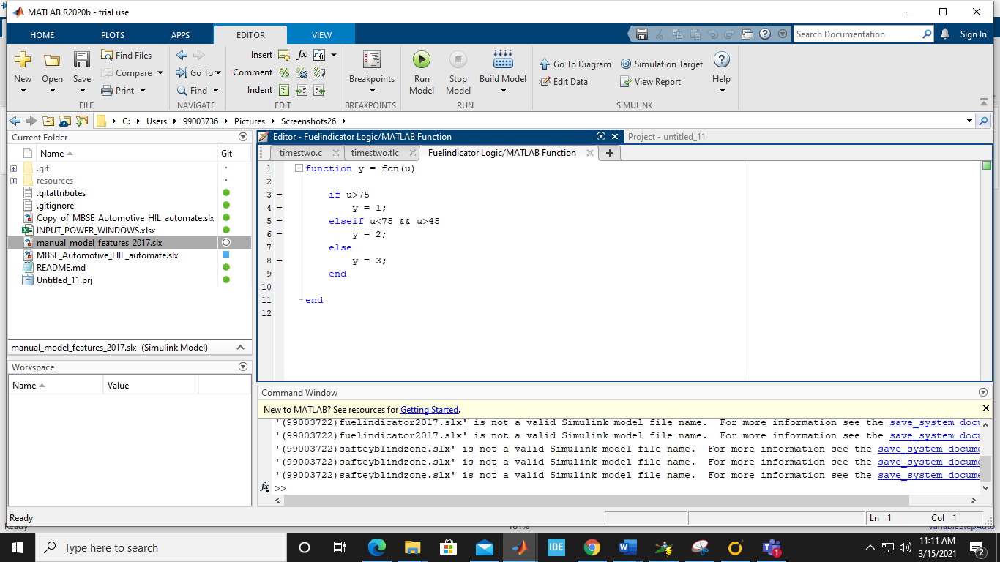 MATLAB R2020b - trial use
HOME PLOTS APPS EDITOR VIEW
Search Documentation
Sign In
New Open Save
Find Files
Compare
Print
FILE
Go To
Find
NAVIGATE
Insert fx
Comment
Indent
EDIT
Breakpoints
BREAKPOINTS
Run Model
Stop Model
Build Model
RUN
Go To Diagram
Edit Data
Simulation Target
View Report
SIMULINK
Help
C: Users 99003736 Pictures Screenshots26
Current Folder
Name Git
.git
resources
.gitattributes
.gitignore
Copy_of_MBSE_Automotive_HIL_automate.slx
INPUT_POWER_WINDOWS.xlsx
manual_model_features_2017.slx
MBSE_Automotive_HIL_automate.slx
README.md
Untitled_11.prj
manual_model_features_2017.slx (Simulink Model)
Workspace
Name Value
Editor - Fuelindicator Logic/MATLAB Function
Project - untitled_11
timestwo.c timestwo.tlc Fuelindicator Logic/MATLAB Function
1 function y = fcn(u)
2
3 if u>75
4 y = 1;
5 elseif u<75 && u>45
6 y = 2;
7 else
8 y = 3;
9 end
10
11 end
12
Command Window
New to MATLAB? See resources for Getting Started.
'(99003722)fuelindicator2017.slx' is not a valid Simulink model file name. For more information see the save_system docu
'(99003722)fuelindicator2017.slx' is not a valid Simulink model file name. For more information see the save_system docu
'(99003722)safteyblindzone.slx' is not a valid Simulink model file name. For more information see the save_system docume
'(99003722)safteyblindzone.slx' is not a valid Simulink model file name. For more information see the save_system docume
'(99003722)safteyblindzone.slx' is not a valid Simulink model file name. For more information see the save_system docume
fx >>
Ready
Ln 1 Col 1
Type here to search
IDE
1
11:11 AM
3/15/2021
2